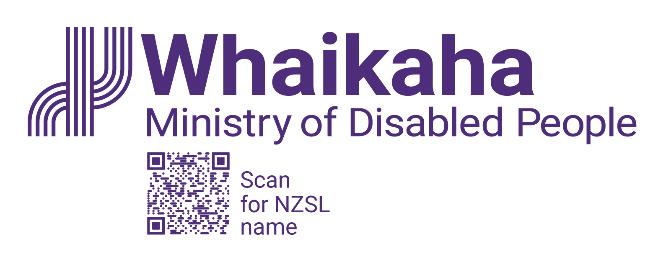 Whaikaha
Ministry of Disabled People
Scan
for NZSL
name